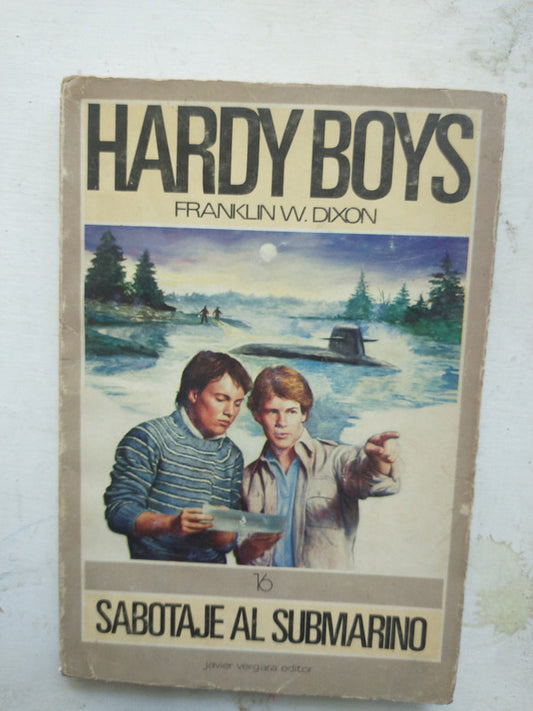 HARDY BOYS
FRANKLIN W. DIXON
16
SABOTAJE AL SUBMARINO
javier vergara editor